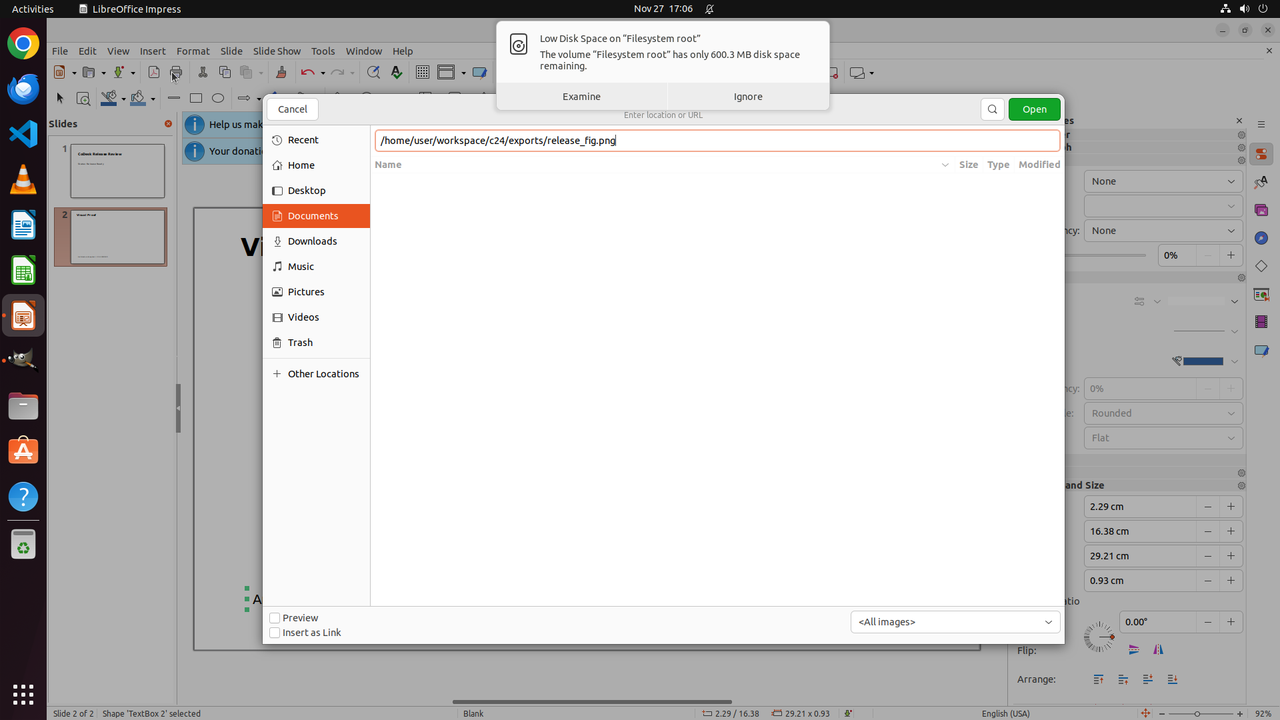 Activities
LibreOffice Impress
Nov 27 17:06
Low Disk Space on “Filesystem root”
The volume “Filesystem root” has only 600.3 MB disk space
remaining.
Examine
Ignore
File Edit View Insert Format Slide Slide Show Tools Window Help
Slides
Help us mak
Your donatio
1
2
Cancel
Enter location or URL
Open
Recent
Home
Desktop
Documents
Downloads
Music
Pictures
Videos
Trash
Other Locations
/home/user/workspace/c24/exports/release_fig.png
Name Size Type Modified
Preview
Insert as Link
<All images>
Vi
A
None
None
0%
0%
Rounded
Flat
and Size
2.29 cm
16.38 cm
29.21 cm
0.93 cm
atio
0.00°
Flip:
Arrange:
Slide 2 of 2
Shape 'TextBox 2' selected
Blank
2.29 / 16.38
29.21 x 0.93
English (USA)
92%